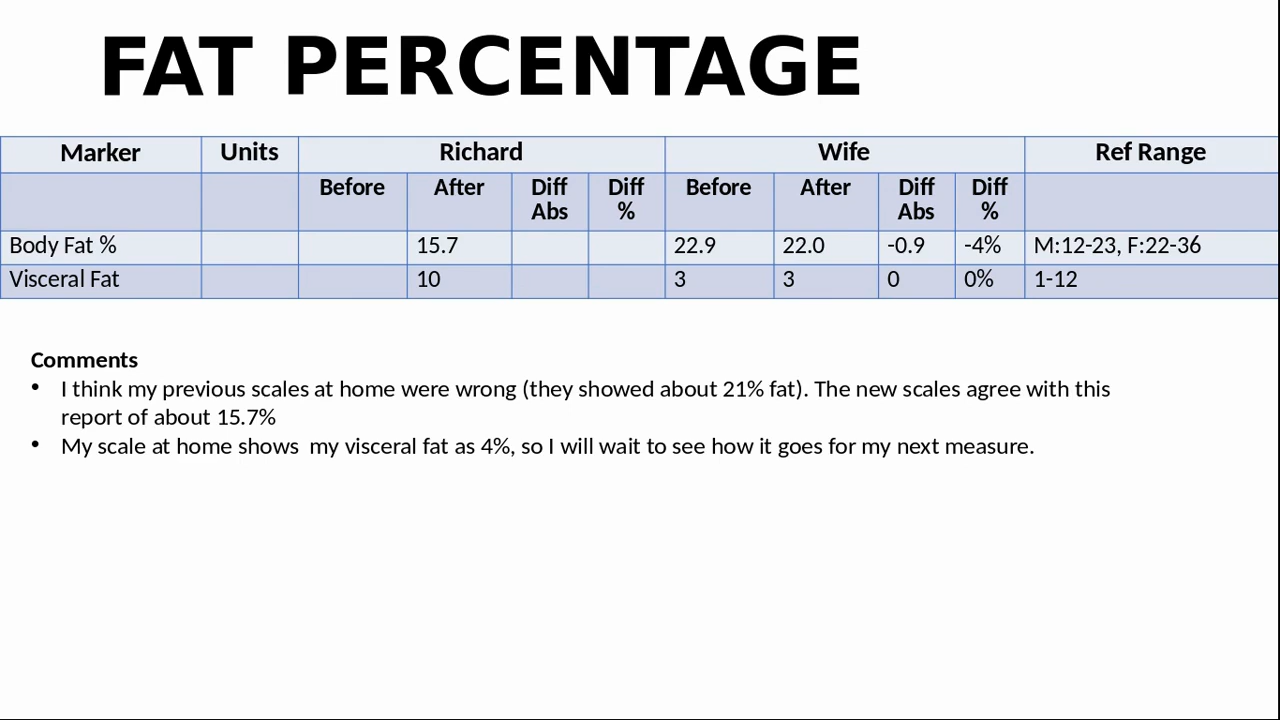 FAT PERCENTAGE
Marker Units Richard Wife Ref Range
Before After Diff Abs Diff % Before After Diff Abs Diff %
Body Fat % 15.7 22.9 22.0 -0.9 -4% M:12-23, F:22-36
Visceral Fat 10 3 3 0 0% 1-12
Comments
• I think my previous scales at home were wrong (they showed about 21% fat). The new scales agree with this
report of about 15.7%
• My scale at home shows  my visceral fat as 4%, so I will wait to see how it goes for my next measure.